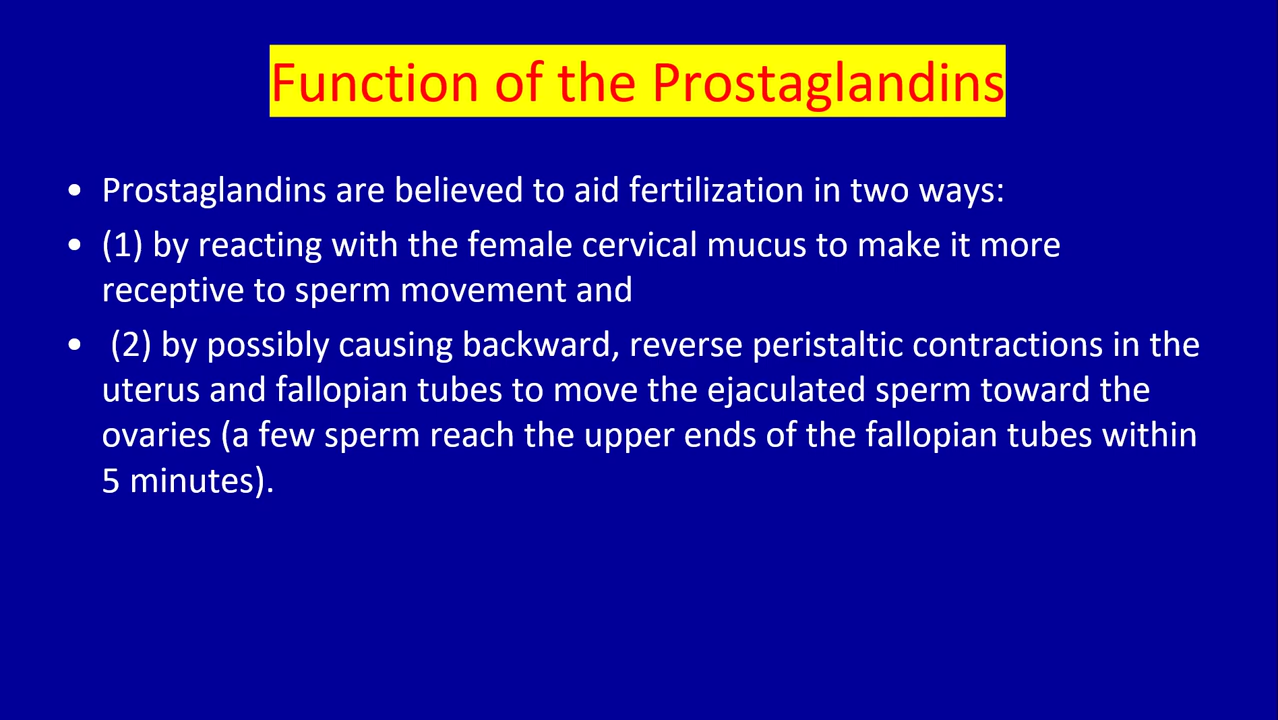 Function of the Prostaglandins
• Prostaglandins are believed to aid fertilization in two ways:
• (1) by reacting with the female cervical mucus to make it more
receptive to sperm movement and
• (2) by possibly causing backward, reverse peristaltic contractions in the
uterus and fallopian tubes to move the ejaculated sperm toward the
ovaries (a few sperm reach the upper ends of the fallopian tubes within
5 minutes).